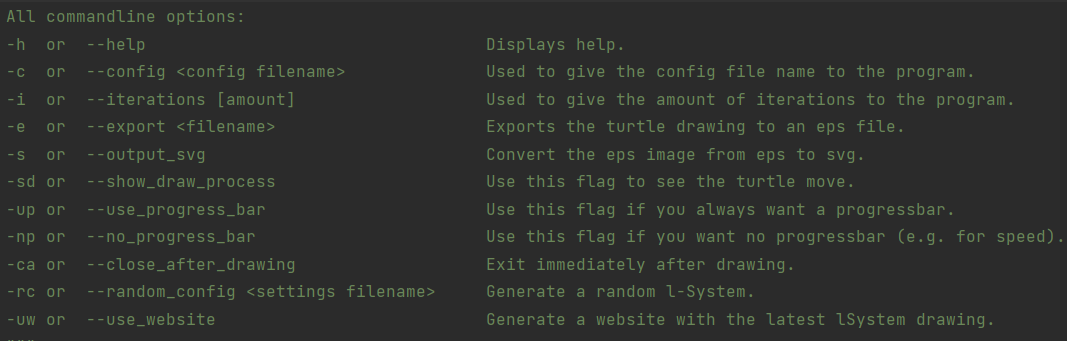 All commandline options:
-h  or  --help                                  Displays help.
-c  or  --config <config filename>              Used to give the config file name to the program.
-i  or  --iterations [amount]                   Used to give the amount of iterations to the program.
-e  or  --export <filename>                     Exports the turtle drawing to an eps file.
-s  or  --output_svg                            Convert the eps image from eps to svg.
-sd or  --show_draw_process                     Use this flag to see the turtle move.
-up or  --use_progress_bar                      Use this flag if you always want a progressbar.
-np or  --no_progress_bar                       Use this flag if you want no progressbar (e.g. for speed).
-ca or  --close_after_drawing                   Exit immediately after drawing.
-rc or  --random_config <settings filename>     Generate a random l-System.
-uw or  --use_website                           Generate a website with the latest lSystem drawing.